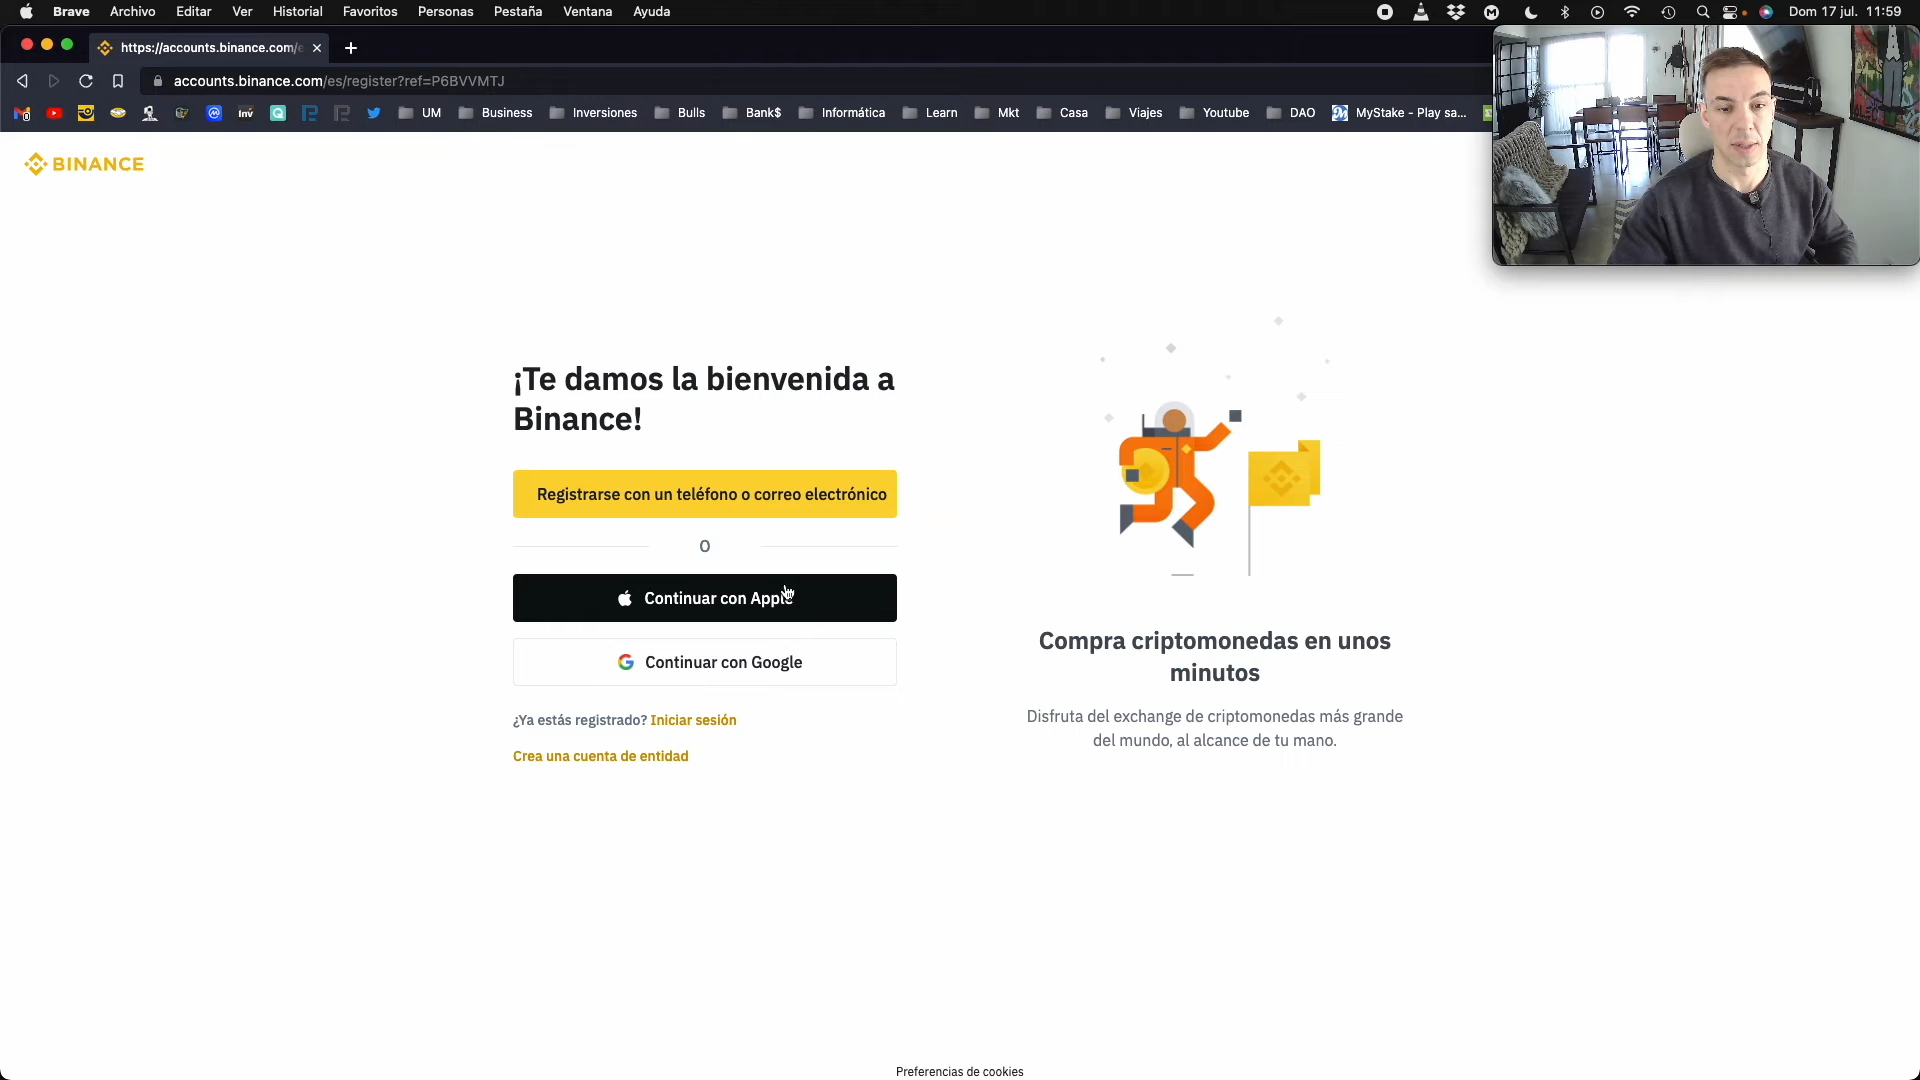 Brave Archivo Editar Ver Historial Favoritos Personas Pestaña Ventana Ayuda Dom 17 jul. 11:59
https://accounts.binance.com/e
accounts.binance.com/es/register?ref=P6BVVMTJ
Inv UM Business Inversiones Bulls Bank$ Informática Learn Mkt Casa Viajes Youtube DAO MyStake - Play sa...
BINANCE
¡Te damos la bienvenida a
Binance!
Registrarse con un teléfono o correo electrónico
O
Continuar con Apple
Continuar con Google
¿Ya estás registrado? Iniciar sesión
Crea una cuenta de entidad
Compra criptomonedas en unos
minutos
Disfruta del exchange de criptomonedas más grande
del mundo, al alcance de tu mano.
Preferencias de cookies